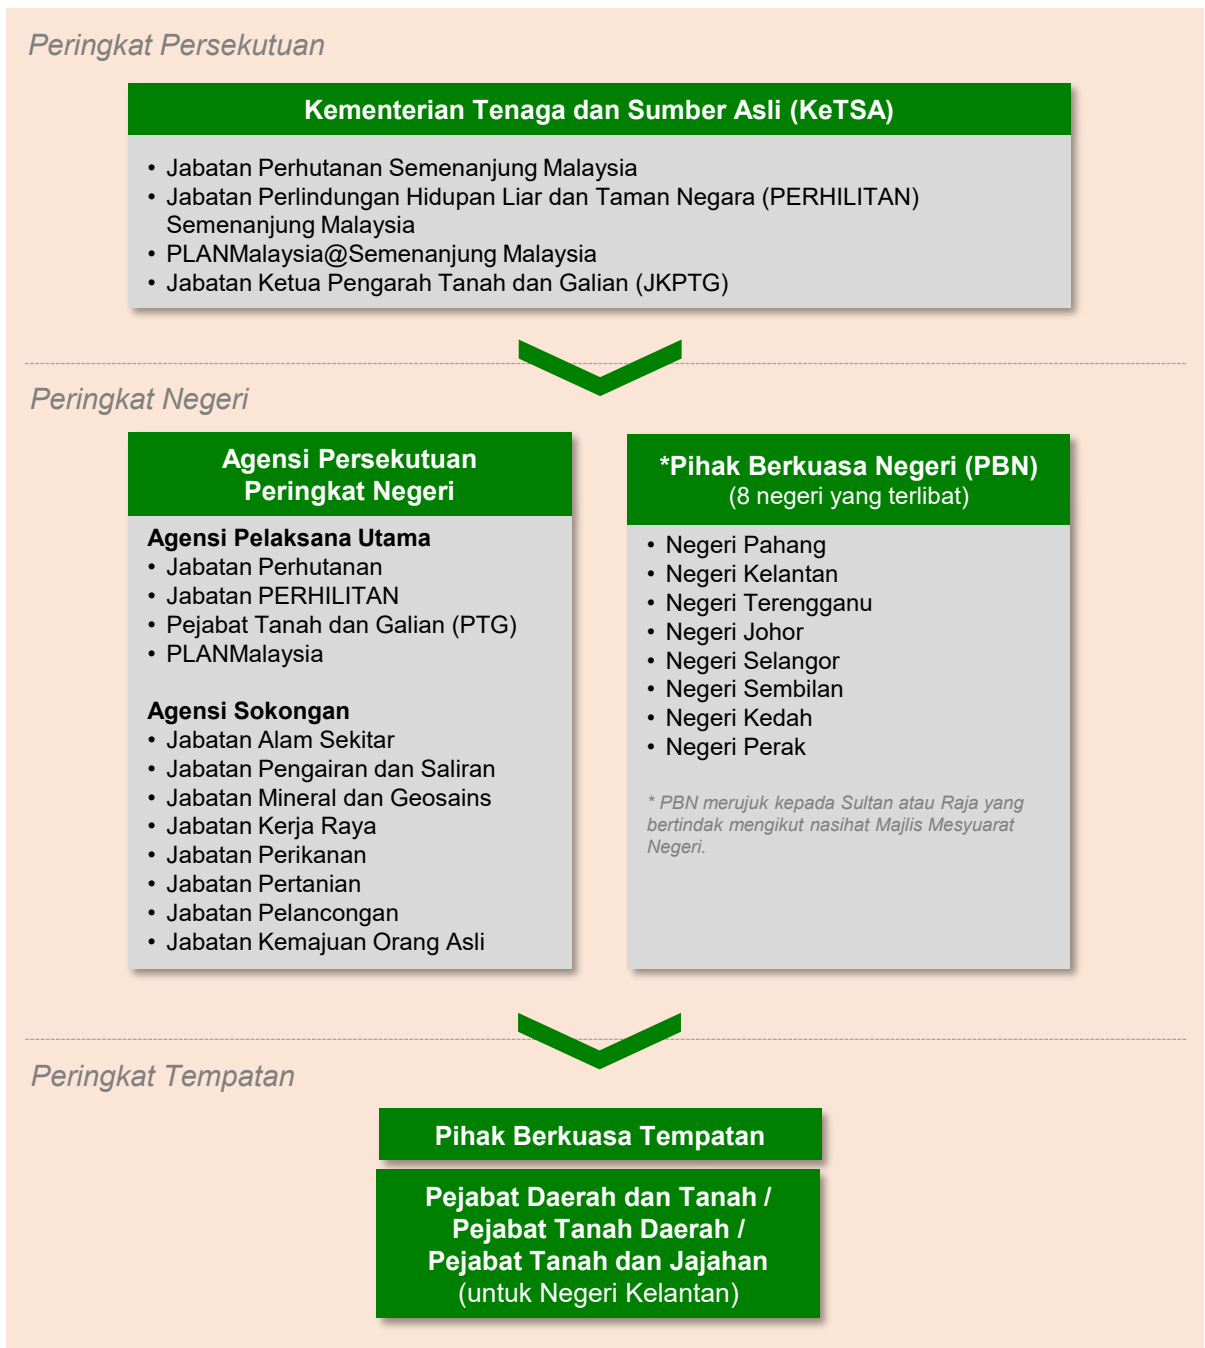 Peringkat Persekutuan
Kementerian Tenaga dan Sumber Asli (KeTSA)
• Jabatan Perhutanan Semenanjung Malaysia
• Jabatan Perlindungan Hidupan Liar dan Taman Negara (PERHILITAN)
Semenanjung Malaysia
• PLANMalaysia@Semenanjung Malaysia
• Jabatan Ketua Pengarah Tanah dan Galian (JKPTG)
Peringkat Negeri
Agensi Persekutuan
Peringkat Negeri
Agensi Pelaksana Utama
• Jabatan Perhutanan
• Jabatan PERHILITAN
• Pejabat Tanah dan Galian (PTG)
• PLANMalaysia
Agensi Sokongan
• Jabatan Alam Sekitar
• Jabatan Pengairan dan Saliran
• Jabatan Mineral dan Geosains
• Jabatan Kerja Raya
• Jabatan Perikanan
• Jabatan Pertanian
• Jabatan Pelancongan
• Jabatan Kemajuan Orang Asli
*Pihak Berkuasa Negeri (PBN)
(8 negeri yang terlibat)
• Negeri Pahang
• Negeri Kelantan
• Negeri Terengganu
• Negeri Johor
• Negeri Selangor
• Negeri Sembilan
• Negeri Kedah
• Negeri Perak
* PBN merujuk kepada Sultan atau Raja yang
bertindak mengikut nasihat Majlis Mesyuarat
Negeri.
Peringkat Tempatan
Pihak Berkuasa Tempatan
Pejabat Daerah dan Tanah /
Pejabat Tanah Daerah /
Pejabat Tanah dan Jajahan
(untuk Negeri Kelantan)